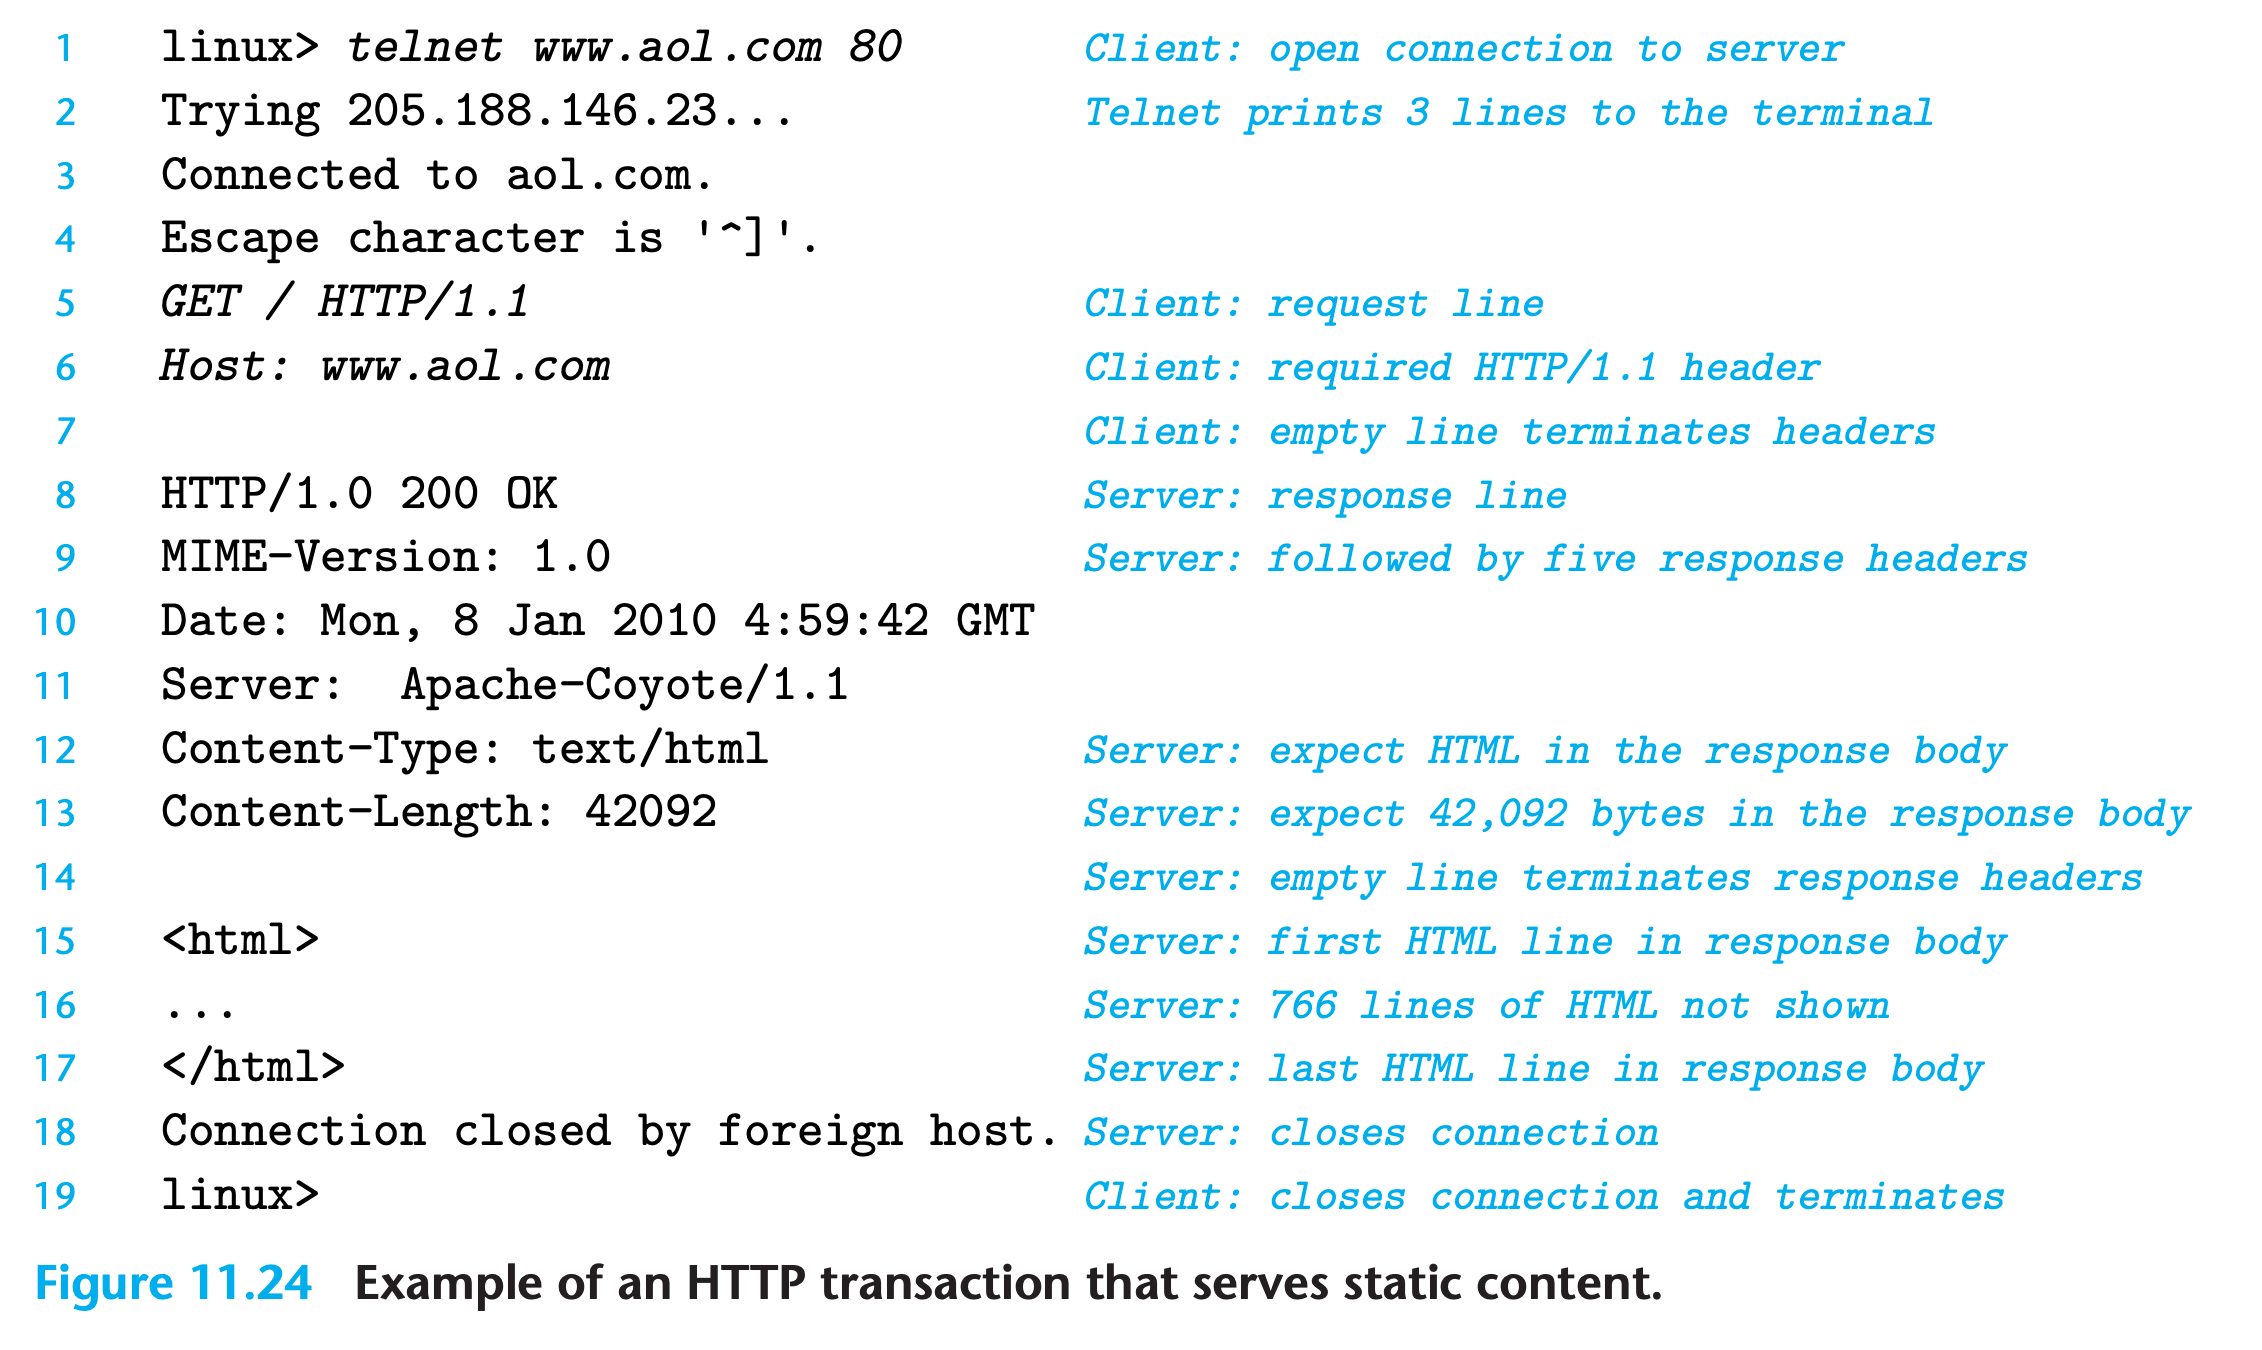 1 linux> telnet www.aol.com 80 Client: open connection to server
2 Trying 205.188.146.23... Telnet prints 3 lines to the terminal
3 Connected to aol.com.
4 Escape character is '^]'.
5 GET / HTTP/1.1 Client: request line
6 Host: www.aol.com Client: required HTTP/1.1 header
7 Client: empty line terminates headers
8 HTTP/1.0 200 OK Server: response line
9 MIME-Version: 1.0 Server: followed by five response headers
10 Date: Mon, 8 Jan 2010 4:59:42 GMT
11 Server:  Apache-Coyote/1.1
12 Content-Type: text/html Server: expect HTML in the response body
13 Content-Length: 42092 Server: expect 42,092 bytes in the response body
14 Server: empty line terminates response headers
15 <html> Server: first HTML line in response body
16 ... Server: 766 lines of HTML not shown
17 </html> Server: last HTML line in response body
18 Connection closed by foreign host. Server: closes connection
19 linux> Client: closes connection and terminates
Figure 11.24 Example of an HTTP transaction that serves static content.